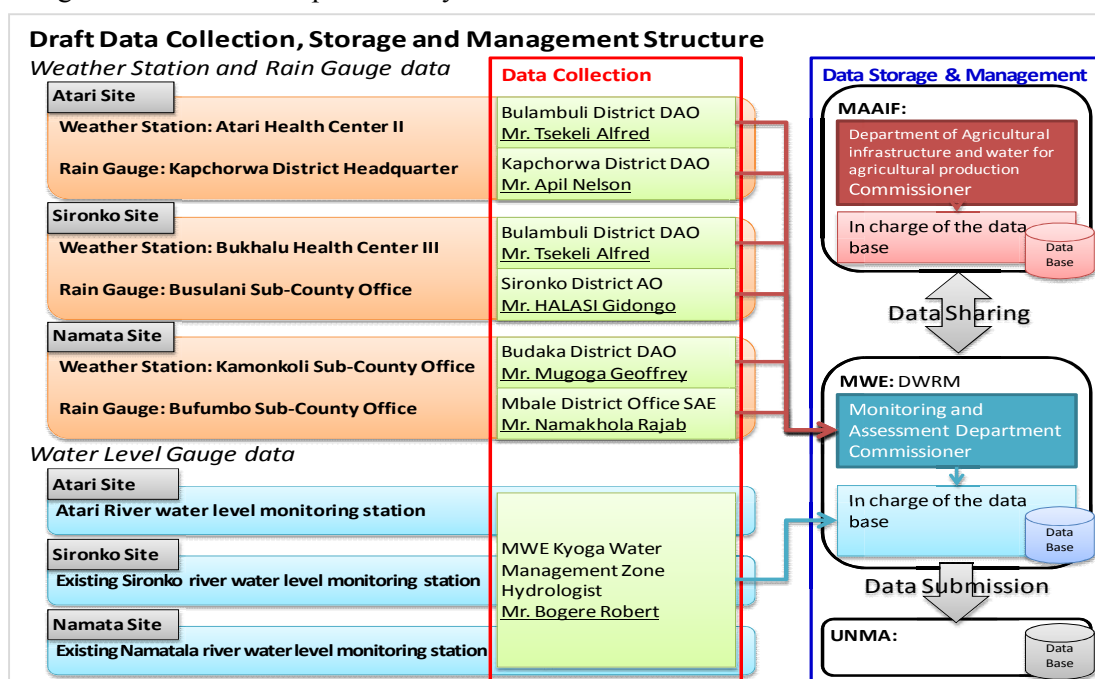 Draft Data Collection, Storage and Management Structure
Weather Station and Rain Gauge data
Data Collection
Data Storage & Management
Atari Site
Weather Station: Atari Health Center II
Rain Gauge: Kapchorwa District Headquarter
Bulambuli District DAO
Mr. Tsekeli Alfred
Kapchorwa District DAO
Mr. Apil Nelson
Sironko Site
Weather Station: Bukhalu Health Center III
Rain Gauge: Busulani Sub-County Office
Bulambuli District DAO
Mr. Tsekeli Alfred
Sironko District AO
Mr. HALASI Gidongo
Namata Site
Weather Station: Kamonkoli Sub-County Office
Rain Gauge: Bufumbo Sub-County Office
Budaka District DAO
Mr. Mugoga Geoffrey
Mbale District Office SAE
Mr. Namakhola Rajab
Water Level Gauge data
Atari Site
Atari River water level monitoring station
Sironko Site
Existing Sironko river water level monitoring station
Namata Site
Existing Namatala river water level monitoring station
MWE Kyoga Water
Management Zone
Hydrologist
Mr. Bogere Robert
MAAIF:
Department of Agricultural
infrastructure and water for
agricultural production
Commissioner
In charge of the data
base
Data
Base
Data Sharing
MWE: DWRM
Monitoring and
Assessment Department
Commissioner
In charge of the data
base
Data
Base
Data Submission
UNMA:
Data
Base